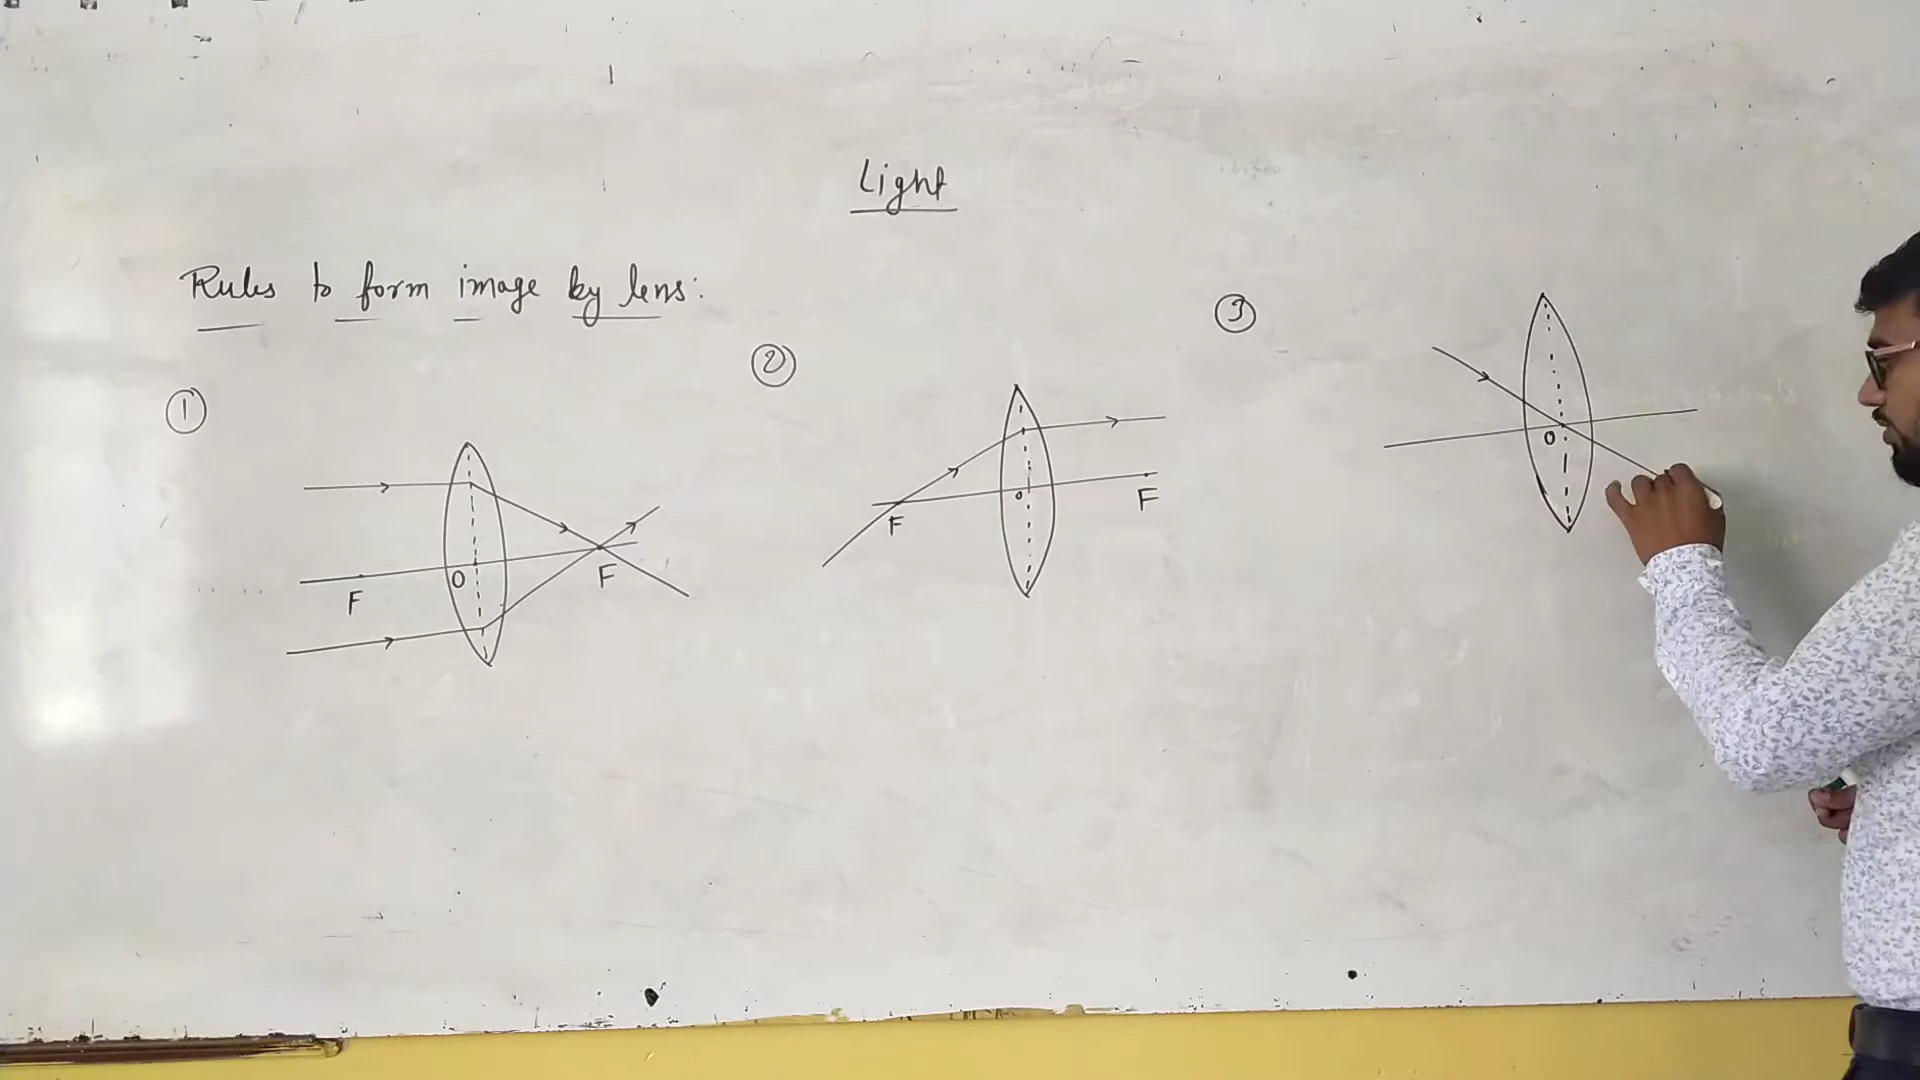 Light
Rules to form image by lens:
①
F
O
F
②
F
O
F
③
O